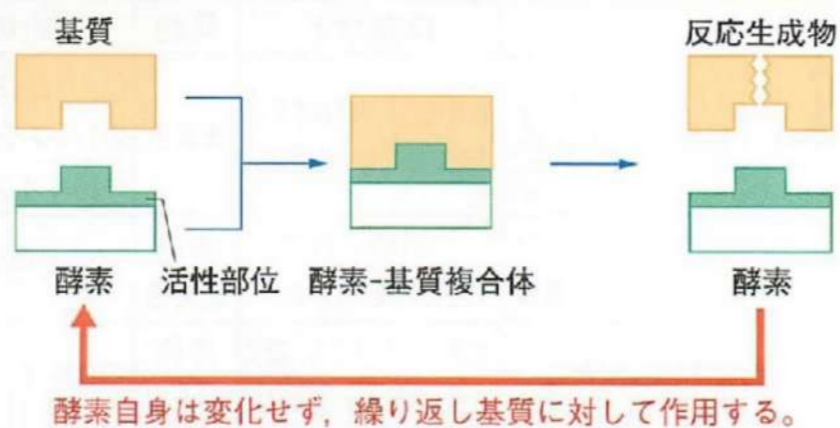 基質
反応生成物
酵素
活性部位
酵素-基質複合体
酵素
酵素自身は変化せず，繰り返し基質に対して作用する。